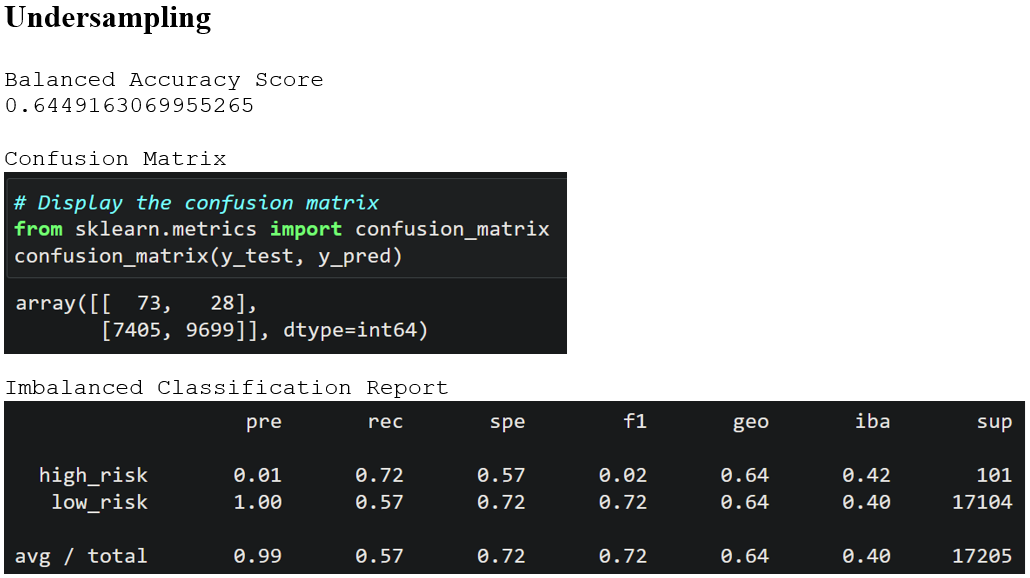 Undersampling
Balanced Accuracy Score
0.6449163069955265
Confusion Matrix
# Display the confusion matrix
from sklearn.metrics import confusion_matrix
confusion_matrix(y_test, y_pred)
array([[  73,   28],
       [7405, 9699]], dtype=int64)
Imbalanced Classification Report
pre rec spe f1 geo iba sup
high_risk 0.01 0.72 0.57 0.02 0.64 0.42 101
low_risk 1.00 0.57 0.72 0.72 0.64 0.40 17104
avg / total 0.99 0.57 0.72 0.72 0.64 0.40 17205